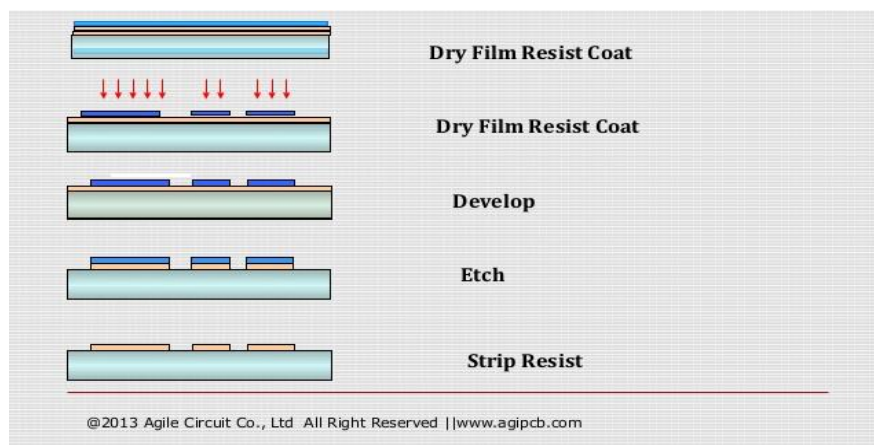 Dry Film Resist Coat
Dry Film Resist Coat
Develop
Etch
Strip Resist
@2013 Agile Circuit Co., Ltd All Right Reserved ||www.agipcb.com